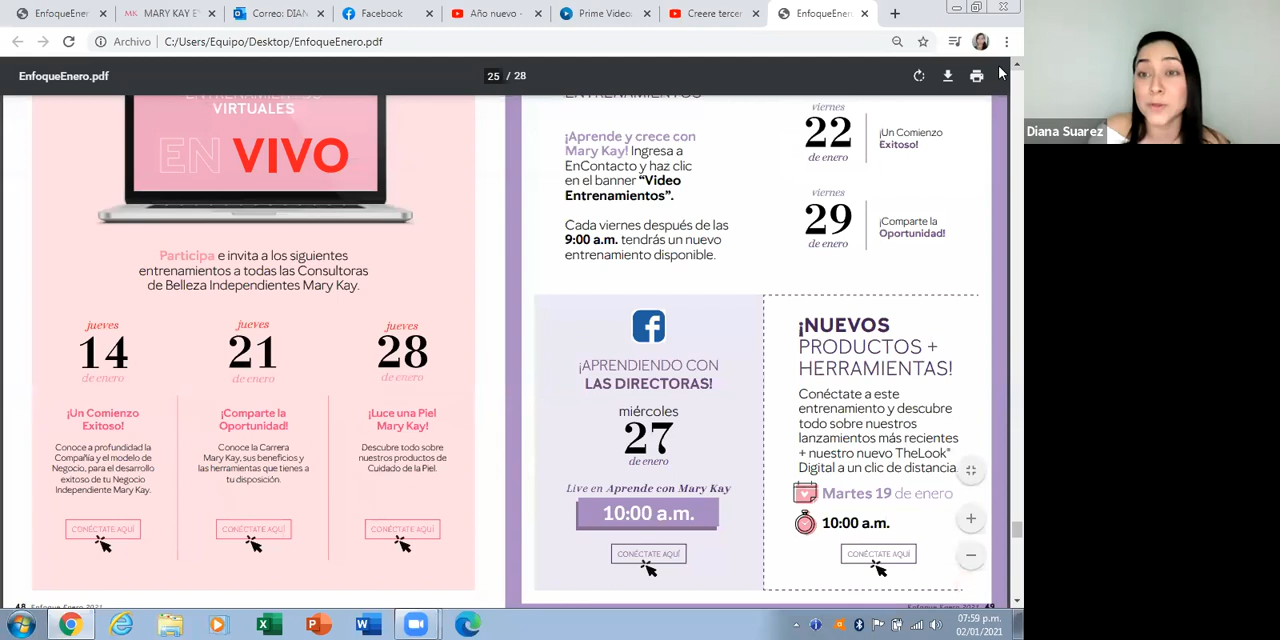 EnfoqueEner
MARY KAY E
Correo: DIAN
Facebook
Año nuevo -
Prime Video:
Creere tercer
EnfoqueEner
Archivo | C:/Users/Equipo/Desktop/EnfoqueEnero.pdf
EnfoqueEnero.pdf
25 / 28
VIRTUALES
EN VIVO
Participa e invita a los siguientes
entrenamientos a todas las Consultoras
de Belleza Independientes Mary Kay.
jueves
14
de enero
¡Un Comienzo
Exitoso!
Conoce a profundidad la
Compañía y el modelo de
Negocio, para el desarrollo
exitoso de tu Negocio
Independiente Mary Kay.
CONÉCTATE AQUÍ
jueves
21
de enero
¡Comparte la
Oportunidad!
Conoce la Carrera
Mary Kay, sus beneficios y
las herramientas que tienes a
tu disposición.
CONÉCTATE AQUÍ
jueves
28
de enero
¡Luce una Piel
Mary Kay!
Descubre todo sobre
nuestros productos de
Cuidado de la Piel.
CONÉCTATE AQUÍ
48 Enfoque Enero 2021
ENTRENAMIENTOS
¡Aprende y crece con
Mary Kay! Ingresa a
EnContacto y haz clic
en el banner “Video
Entrenamientos”.
Cada viernes después de las
9:00 a.m. tendrás un nuevo
entrenamiento disponible.
viernes
22
de enero
¡Un Comienzo
Exitoso!
viernes
29
de enero
¡Comparte la
Oportunidad!
¡APRENDIENDO CON
LAS DIRECTORAS!
miércoles
27
de enero
Live en Aprende con Mary Kay
10:00 a.m.
CONÉCTATE AQUÍ
¡NUEVOS
PRODUCTOS +
HERRAMIENTAS!
Conéctate a este
entrenamiento y descubre
todo sobre nuestros
lanzamientos más recientes
+ nuestro nuevo TheLook®
Digital a un clic de distancia.
Martes 19 de enero
10:00 a.m.
CONÉCTATE AQUÍ
Enfoque Enero 2021 49
Diana Suarez
07:59 p.m.
02/01/2021